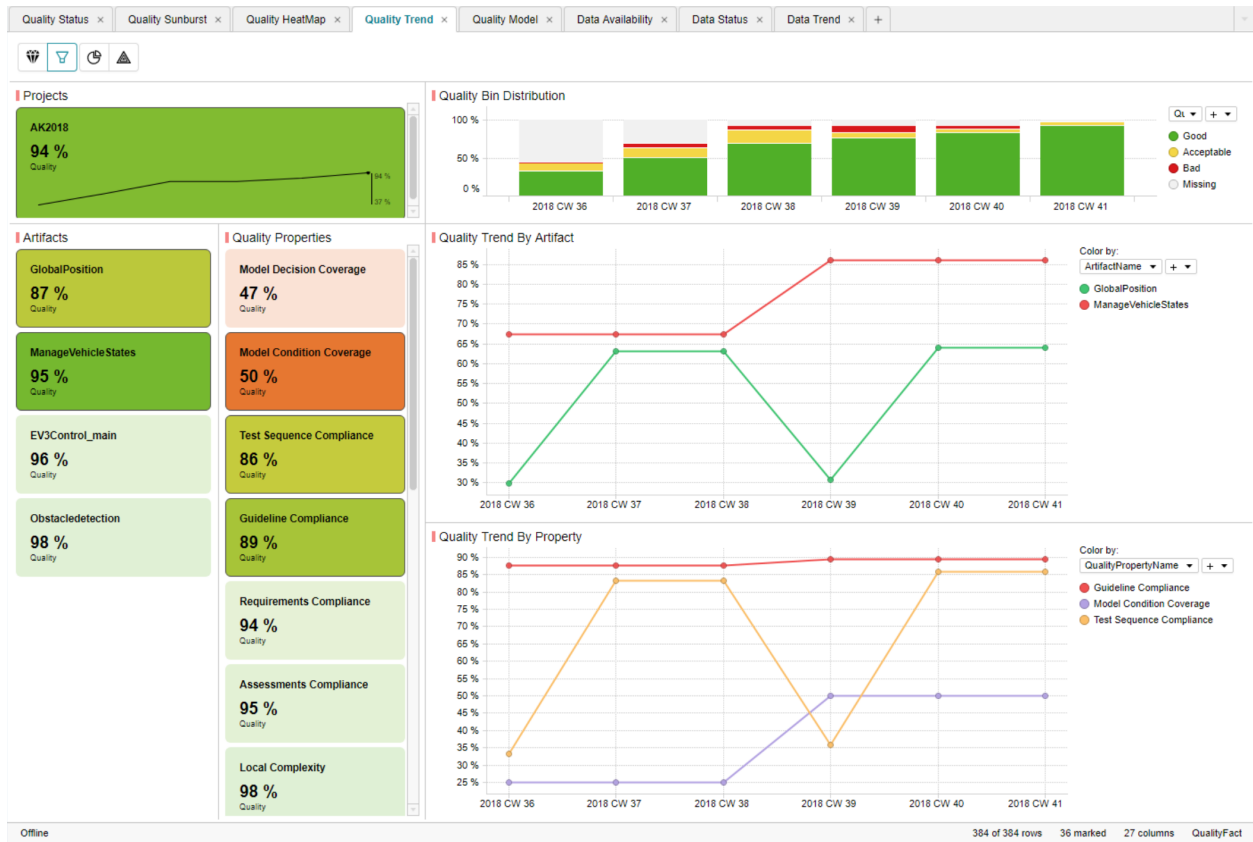 Quality Status ×
Quality Sunburst ×
Quality HeatMap ×
Quality Trend ×
Quality Model ×
Data Availability ×
Data Status ×
Data Trend ×
+
Projects
AK2018
94 %
Quality
94 %
37 %
Quality Bin Distribution
100 %
50 %
0 %
2018 CW 36
2018 CW 37
2018 CW 38
2018 CW 39
2018 CW 40
2018 CW 41
+
Good
Acceptable
Bad
Missing
Artifacts
GlobalPosition
87 %
Quality
ManageVehicleStates
95 %
Quality
EV3Control_main
96 %
Quality
Obstacledetection
98 %
Quality
Quality Properties
Model Decision Coverage
47 %
Quality
Model Condition Coverage
50 %
Quality
Test Sequence Compliance
86 %
Quality
Guideline Compliance
89 %
Quality
Requirements Compliance
94 %
Quality
Assessments Compliance
95 %
Quality
Local Complexity
98 %
Quality
Quality Trend By Artifact
85 %
80 %
75 %
70 %
65 %
60 %
55 %
50 %
45 %
40 %
35 %
30 %
2018 CW 36
2018 CW 37
2018 CW 38
2018 CW 39
2018 CW 40
2018 CW 41
Color by:
ArtifactName
+
GlobalPosition
ManageVehicleStates
Quality Trend By Property
90 %
85 %
80 %
75 %
70 %
65 %
60 %
55 %
50 %
45 %
40 %
35 %
30 %
25 %
2018 CW 36
2018 CW 37
2018 CW 38
2018 CW 39
2018 CW 40
2018 CW 41
Color by:
QualityPropertyName
+
Guideline Compliance
Model Condition Coverage
Test Sequence Compliance
Offline
384 of 384 rows
36 marked
27 columns
QualityFact